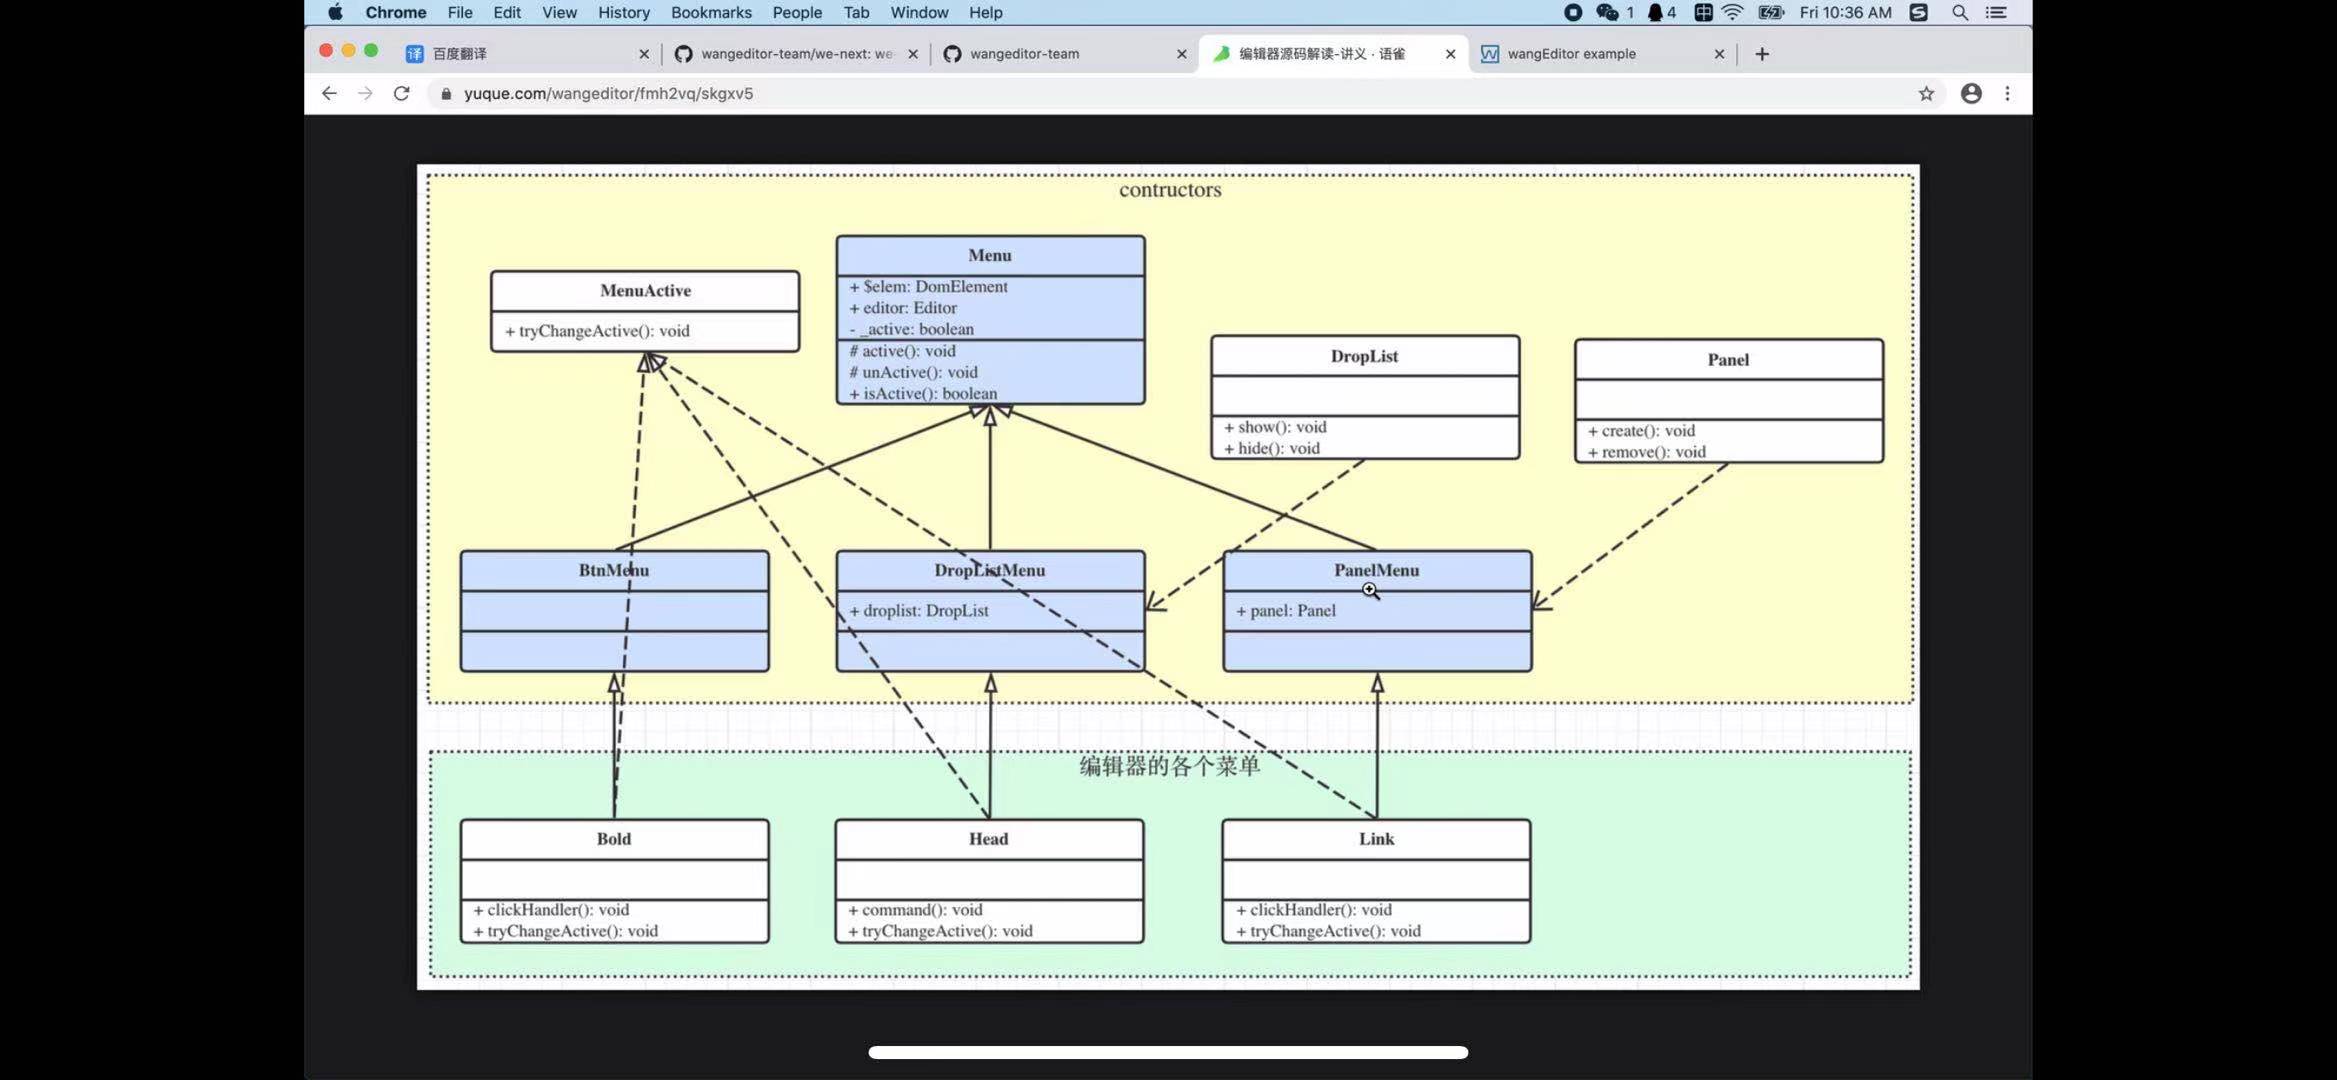 Chrome File Edit View History Bookmarks People Tab Window Help 1 4 中 Fri 10:36 AM S
译 百度翻译 wangeditor-team/we-next: we- wangeditor-team 编辑器源码解读-讲义 · 语雀 wangEditor example
yuque.com/wangeditor/fmh2vq/skgxv5
contructors
Menu
+ $elem: DomElement
+ editor: Editor
- _active: boolean
# active(): void
# unActive(): void
+ isActive(): boolean
MenuActive
+ tryChangeActive(): void
DropList
+ show(): void
+ hide(): void
Panel
+ create(): void
+ remove(): void
BtnMenu
DropListMenu
+ droplist: DropList
PanelMenu
+ panel: Panel
编辑器的各个菜单
Bold
+ clickHandler(): void
+ tryChangeActive(): void
Head
+ command(): void
+ tryChangeActive(): void
Link
+ clickHandler(): void
+ tryChangeActive(): void